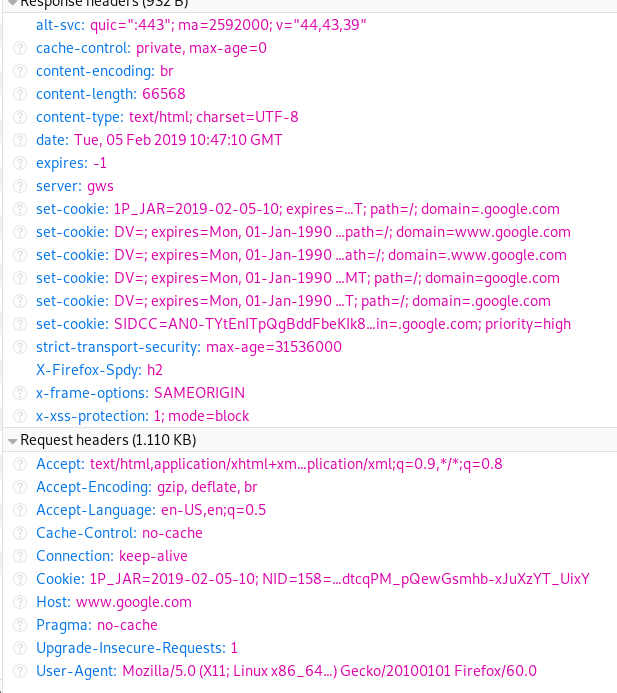 Response headers (932 B)
alt-svc: quic=":443"; ma=2592000; v="44,43,39"
cache-control: private, max-age=0
content-encoding: br
content-length: 66568
content-type: text/html; charset=UTF-8
date: Tue, 05 Feb 2019 10:47:10 GMT
expires: -1
server: gws
set-cookie: 1P_JAR=2019-02-05-10; expires=...T; path=/; domain=.google.com
set-cookie: DV=; expires=Mon, 01-Jan-1990 ...path=/; domain=www.google.com
set-cookie: DV=; expires=Mon, 01-Jan-1990 ...ath=/; domain=.www.google.com
set-cookie: DV=; expires=Mon, 01-Jan-1990 ...MT; path=/; domain=google.com
set-cookie: DV=; expires=Mon, 01-Jan-1990 ...T; path=/; domain=.google.com
set-cookie: SIDCC=AN0-TYtEnITpQgBddFbeKIk8...in=.google.com; priority=high
strict-transport-security: max-age=31536000
X-Firefox-Spdy: h2
x-frame-options: SAMEORIGIN
x-xss-protection: 1; mode=block
Request headers (1.110 KB)
Accept: text/html,application/xhtml+xm...plication/xml;q=0.9,*/*;q=0.8
Accept-Encoding: gzip, deflate, br
Accept-Language: en-US,en;q=0.5
Cache-Control: no-cache
Connection: keep-alive
Cookie: 1P_JAR=2019-02-05-10; NID=158=...dtcqPM_pQewGsmhb-xJuXzYT_UixY
Host: www.google.com
Pragma: no-cache
Upgrade-Insecure-Requests: 1
User-Agent: Mozilla/5.0 (X11; Linux x86_64...) Gecko/20100101 Firefox/60.0